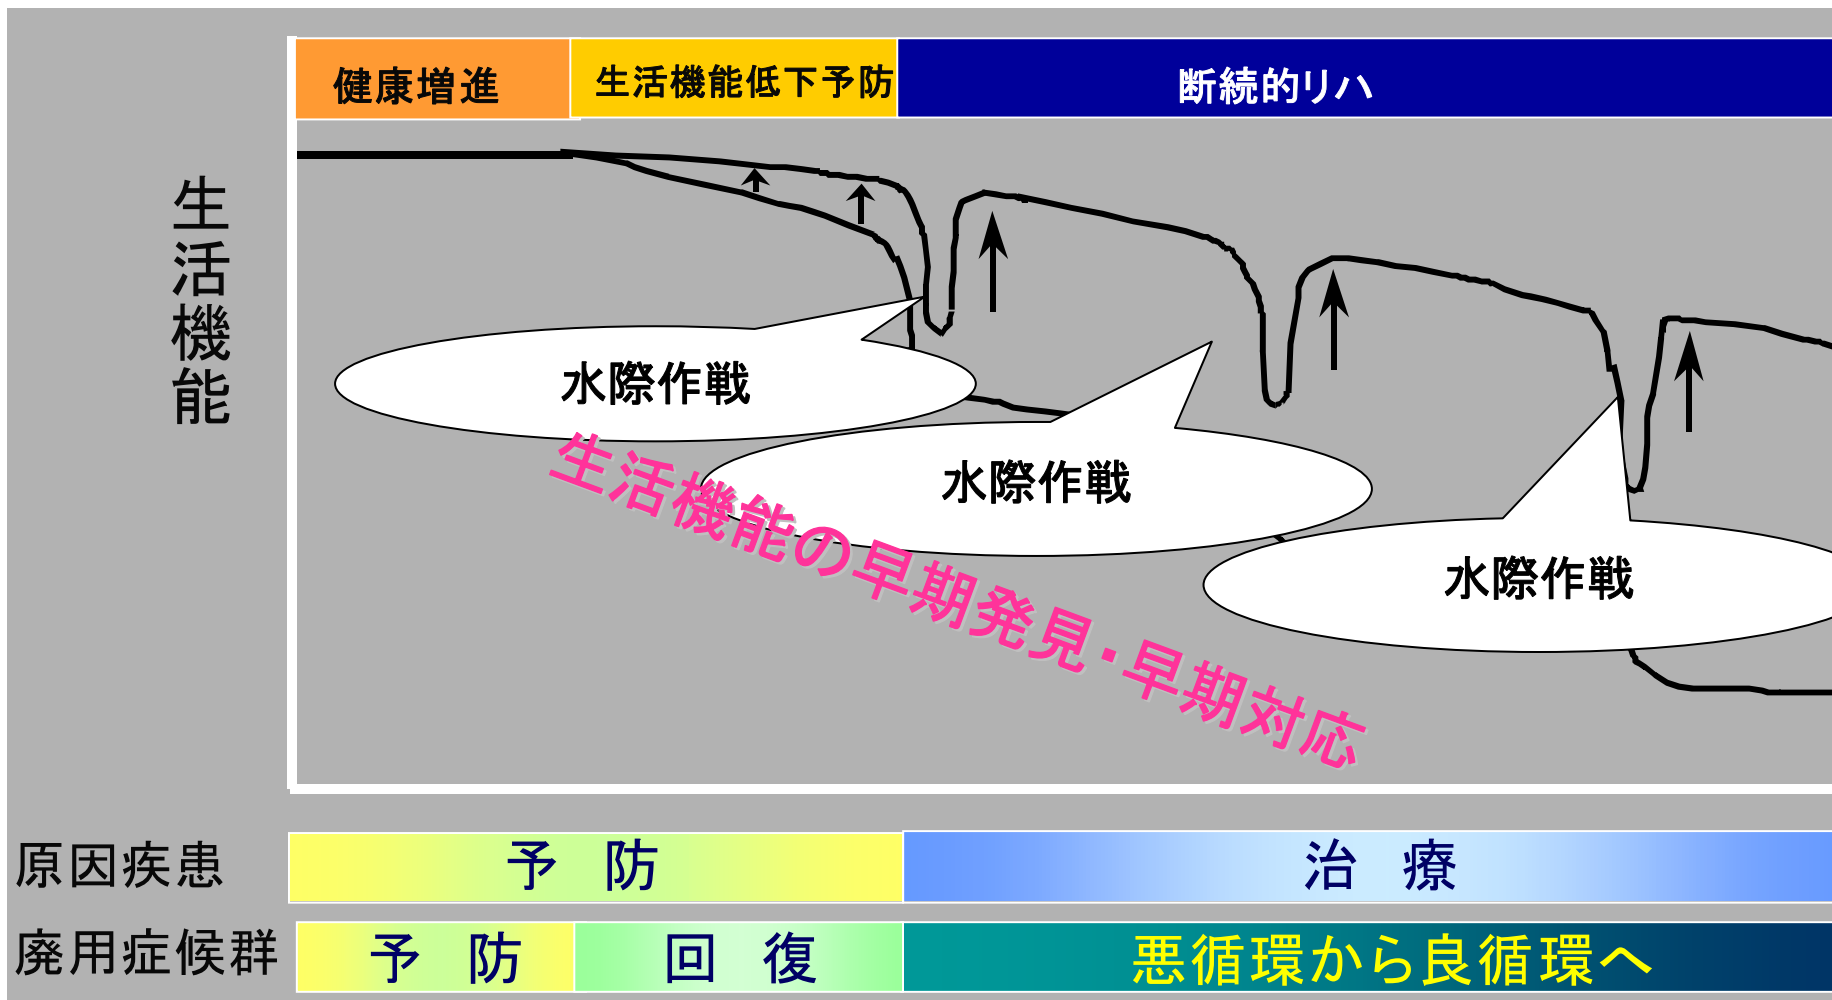 健康増進
生活機能低下予防
断続的リハ
生活機能
水際作戦
水際作戦
水際作戦
生活機能の早期発見・早期対応
原因疾患
予 防
治 療
廃用症候群
予 防
回 復
悪循環から良循環へ